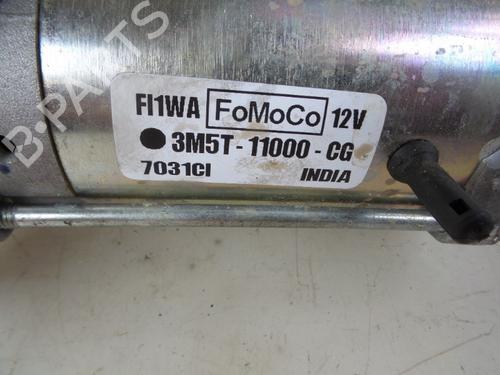 B-PARTS
FI1WA FoMoCo 12V
3M5T-11000-CG
7031CI INDIA